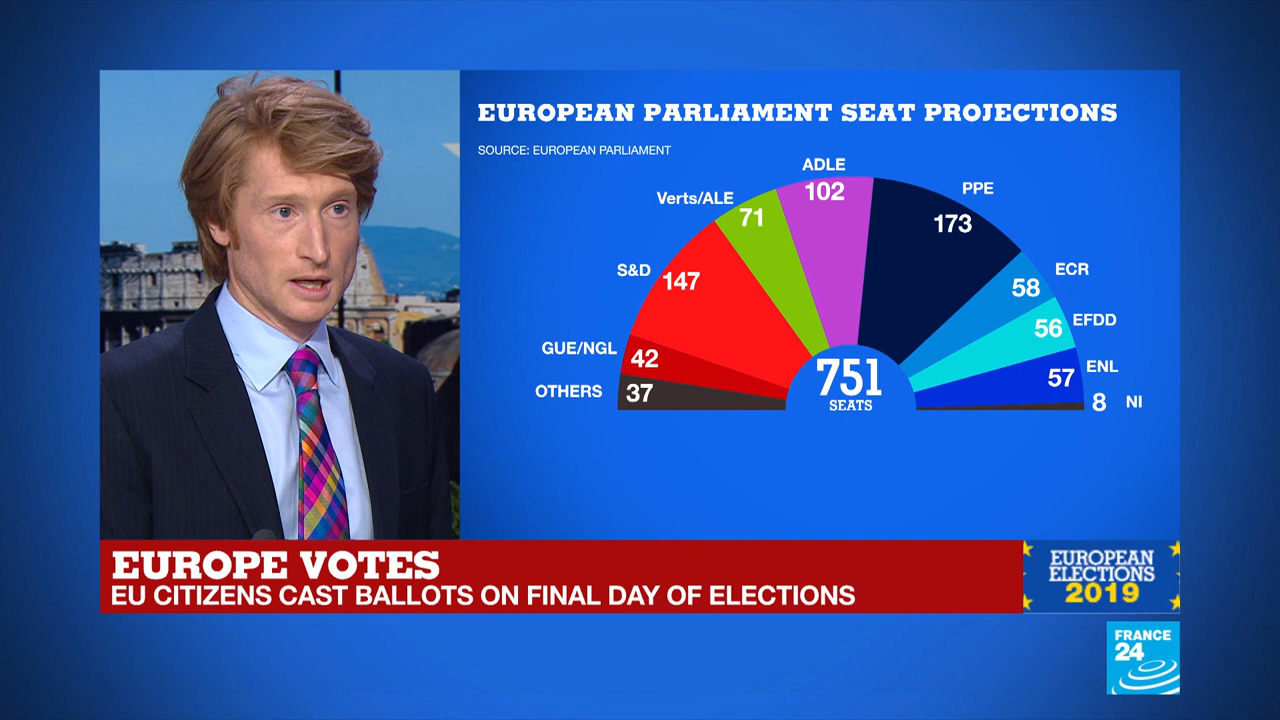 EUROPEAN PARLIAMENT SEAT PROJECTIONS
SOURCE: EUROPEAN PARLIAMENT
ADLE
102
PPE
173
Verts/ALE
71
S&D
147
ECR
58
EFDD
56
GUE/NGL
42
ENL
57
OTHERS
37
NI
8
751
SEATS
EUROPE VOTES
EU CITIZENS CAST BALLOTS ON FINAL DAY OF ELECTIONS
EUROPEAN
ELECTIONS
2019
FRANCE
24